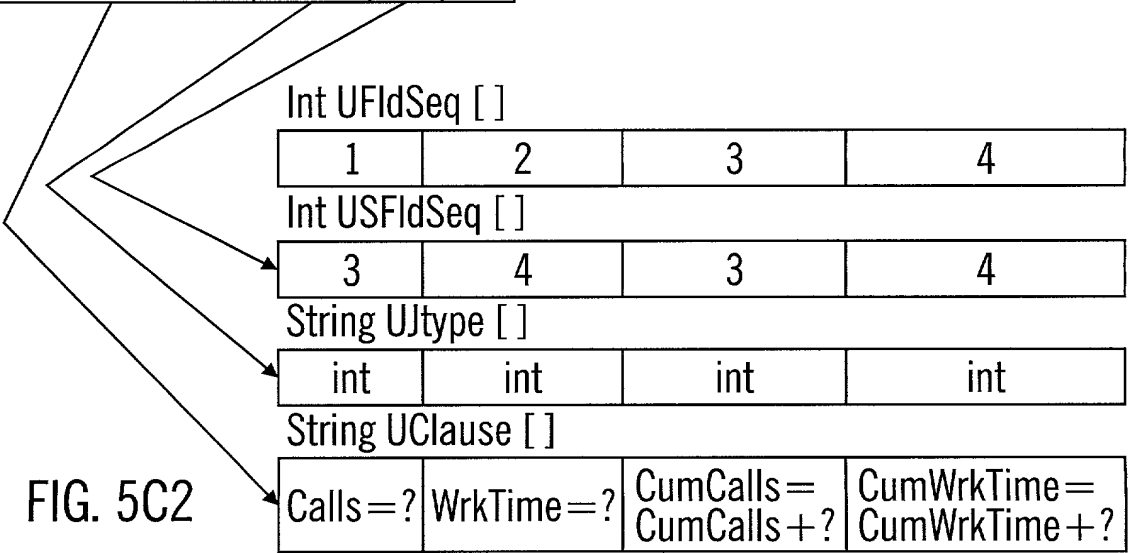 Int UFldSeq [ ]
1 2 3 4
Int USFldSeq [ ]
3 4 3 4
String UJtype [ ]
int int int int
String UClause [ ]
Calls=? WrkTime=? CumCalls= CumWrkTime=
CumCalls+? CumWrkTime+?
FIG. 5C2